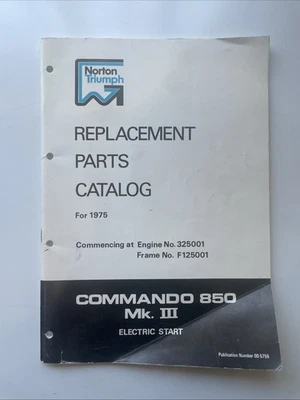 Norton
Triumph
REPLACEMENT
PARTS
CATALOG
For 1975
Commencing at Engine No. 325001
Frame No. F125001
COMMANDO 850
Mk. III
ELECTRIC START
Publication Number 00 5756